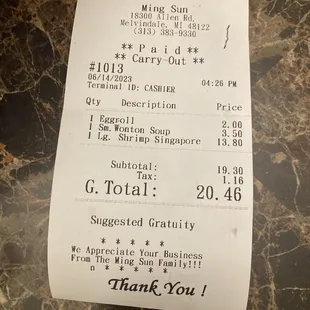 Ming Sun
18300 Allen Rd.
Melvindale, MI 48122
(313) 383-9330
** Paid **
** Carry-Out **
#1013
06/14/2023 04:26 PM
Terminal ID: CASHIER
Qty Description Price
1 Eggroll 2.00
1 Sm. Wonton Soup 3.50
1 Lg. Shrimp Singapore 13.80
Subtotal: 19.30
Tax: 1.16
G. Total: 20.46
Suggested Gratuity
* * * * *
We Appreciate Your Business
From The Ming Sun Family!!!
n * * * * *
Thank You !